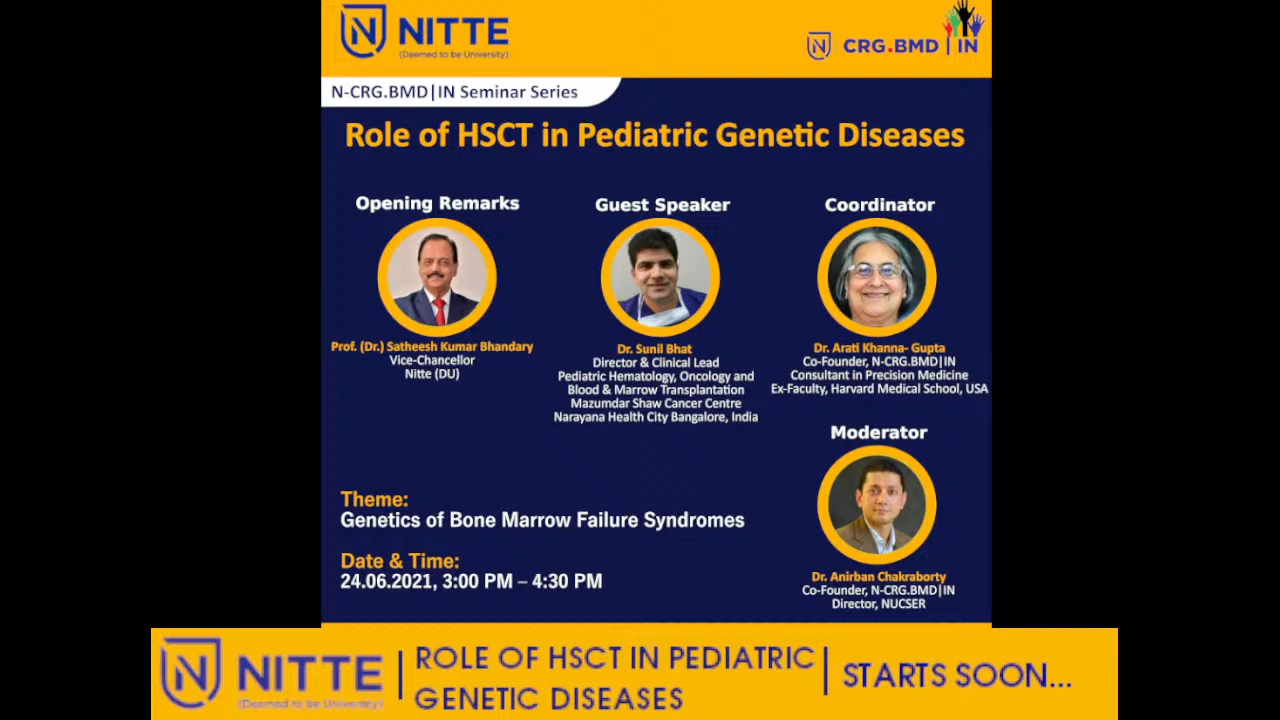 NITTE
(Deemed to be University)
CRG.BMD | IN
N-CRG.BMD|IN Seminar Series
Role of HSCT in Pediatric Genetic Diseases
Opening Remarks
Prof. (Dr.) Satheesh Kumar Bhandary
Vice-Chancellor
Nitte (DU)
Guest Speaker
Dr. Sunil Bhat
Director & Clinical Lead
Pediatric Hematology, Oncology and
Blood & Marrow Transplantation
Mazumdar Shaw Cancer Centre
Narayana Health City Bangalore, India
Coordinator
Dr. Arati Khanna- Gupta
Co-Founder, N-CRG.BMD|IN
Consultant in Precision Medicine
Ex-Faculty, Harvard Medical School, USA
Moderator
Dr. Anirban Chakraborty
Co-Founder, N-CRG.BMD|IN
Director, NUCSER
Theme:
Genetics of Bone Marrow Failure Syndromes
Date & Time:
24.06.2021, 3:00 PM – 4:30 PM
NITTE
(Deemed to be University)
ROLE OF HSCT IN PEDIATRIC
GENETIC DISEASES
STARTS SOON...